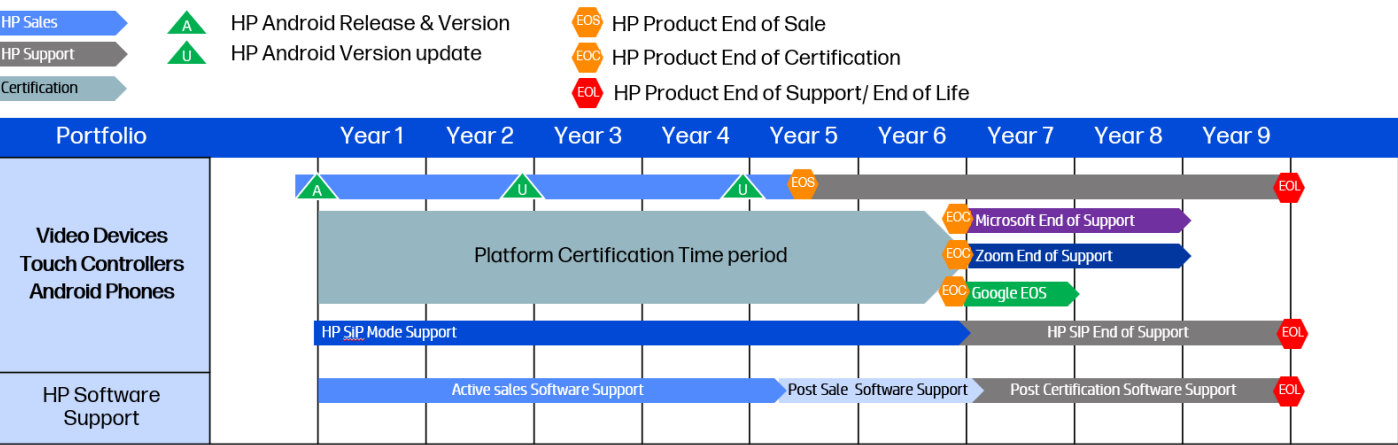 HP Sales
A HP Android Release & Version
EOS HP Product End of Sale
HP Support
U HP Android Version update
EOC HP Product End of Certification
Certification
EOL HP Product End of Support/ End of Life
Portfolio Year 1 Year 2 Year 3 Year 4 Year 5 Year 6 Year 7 Year 8 Year 9
A U U EOS EOL
Video Devices
Touch Controllers
Android Phones
Platform Certification Time period
EOC Microsoft End of Support
EOC Zoom End of Support
EOC Google EOS
HP SiP Mode Support HP SIP End of Support EOL
HP Software
Support
Active sales Software Support Post Sale Software Support Post Certification Software Support EOL